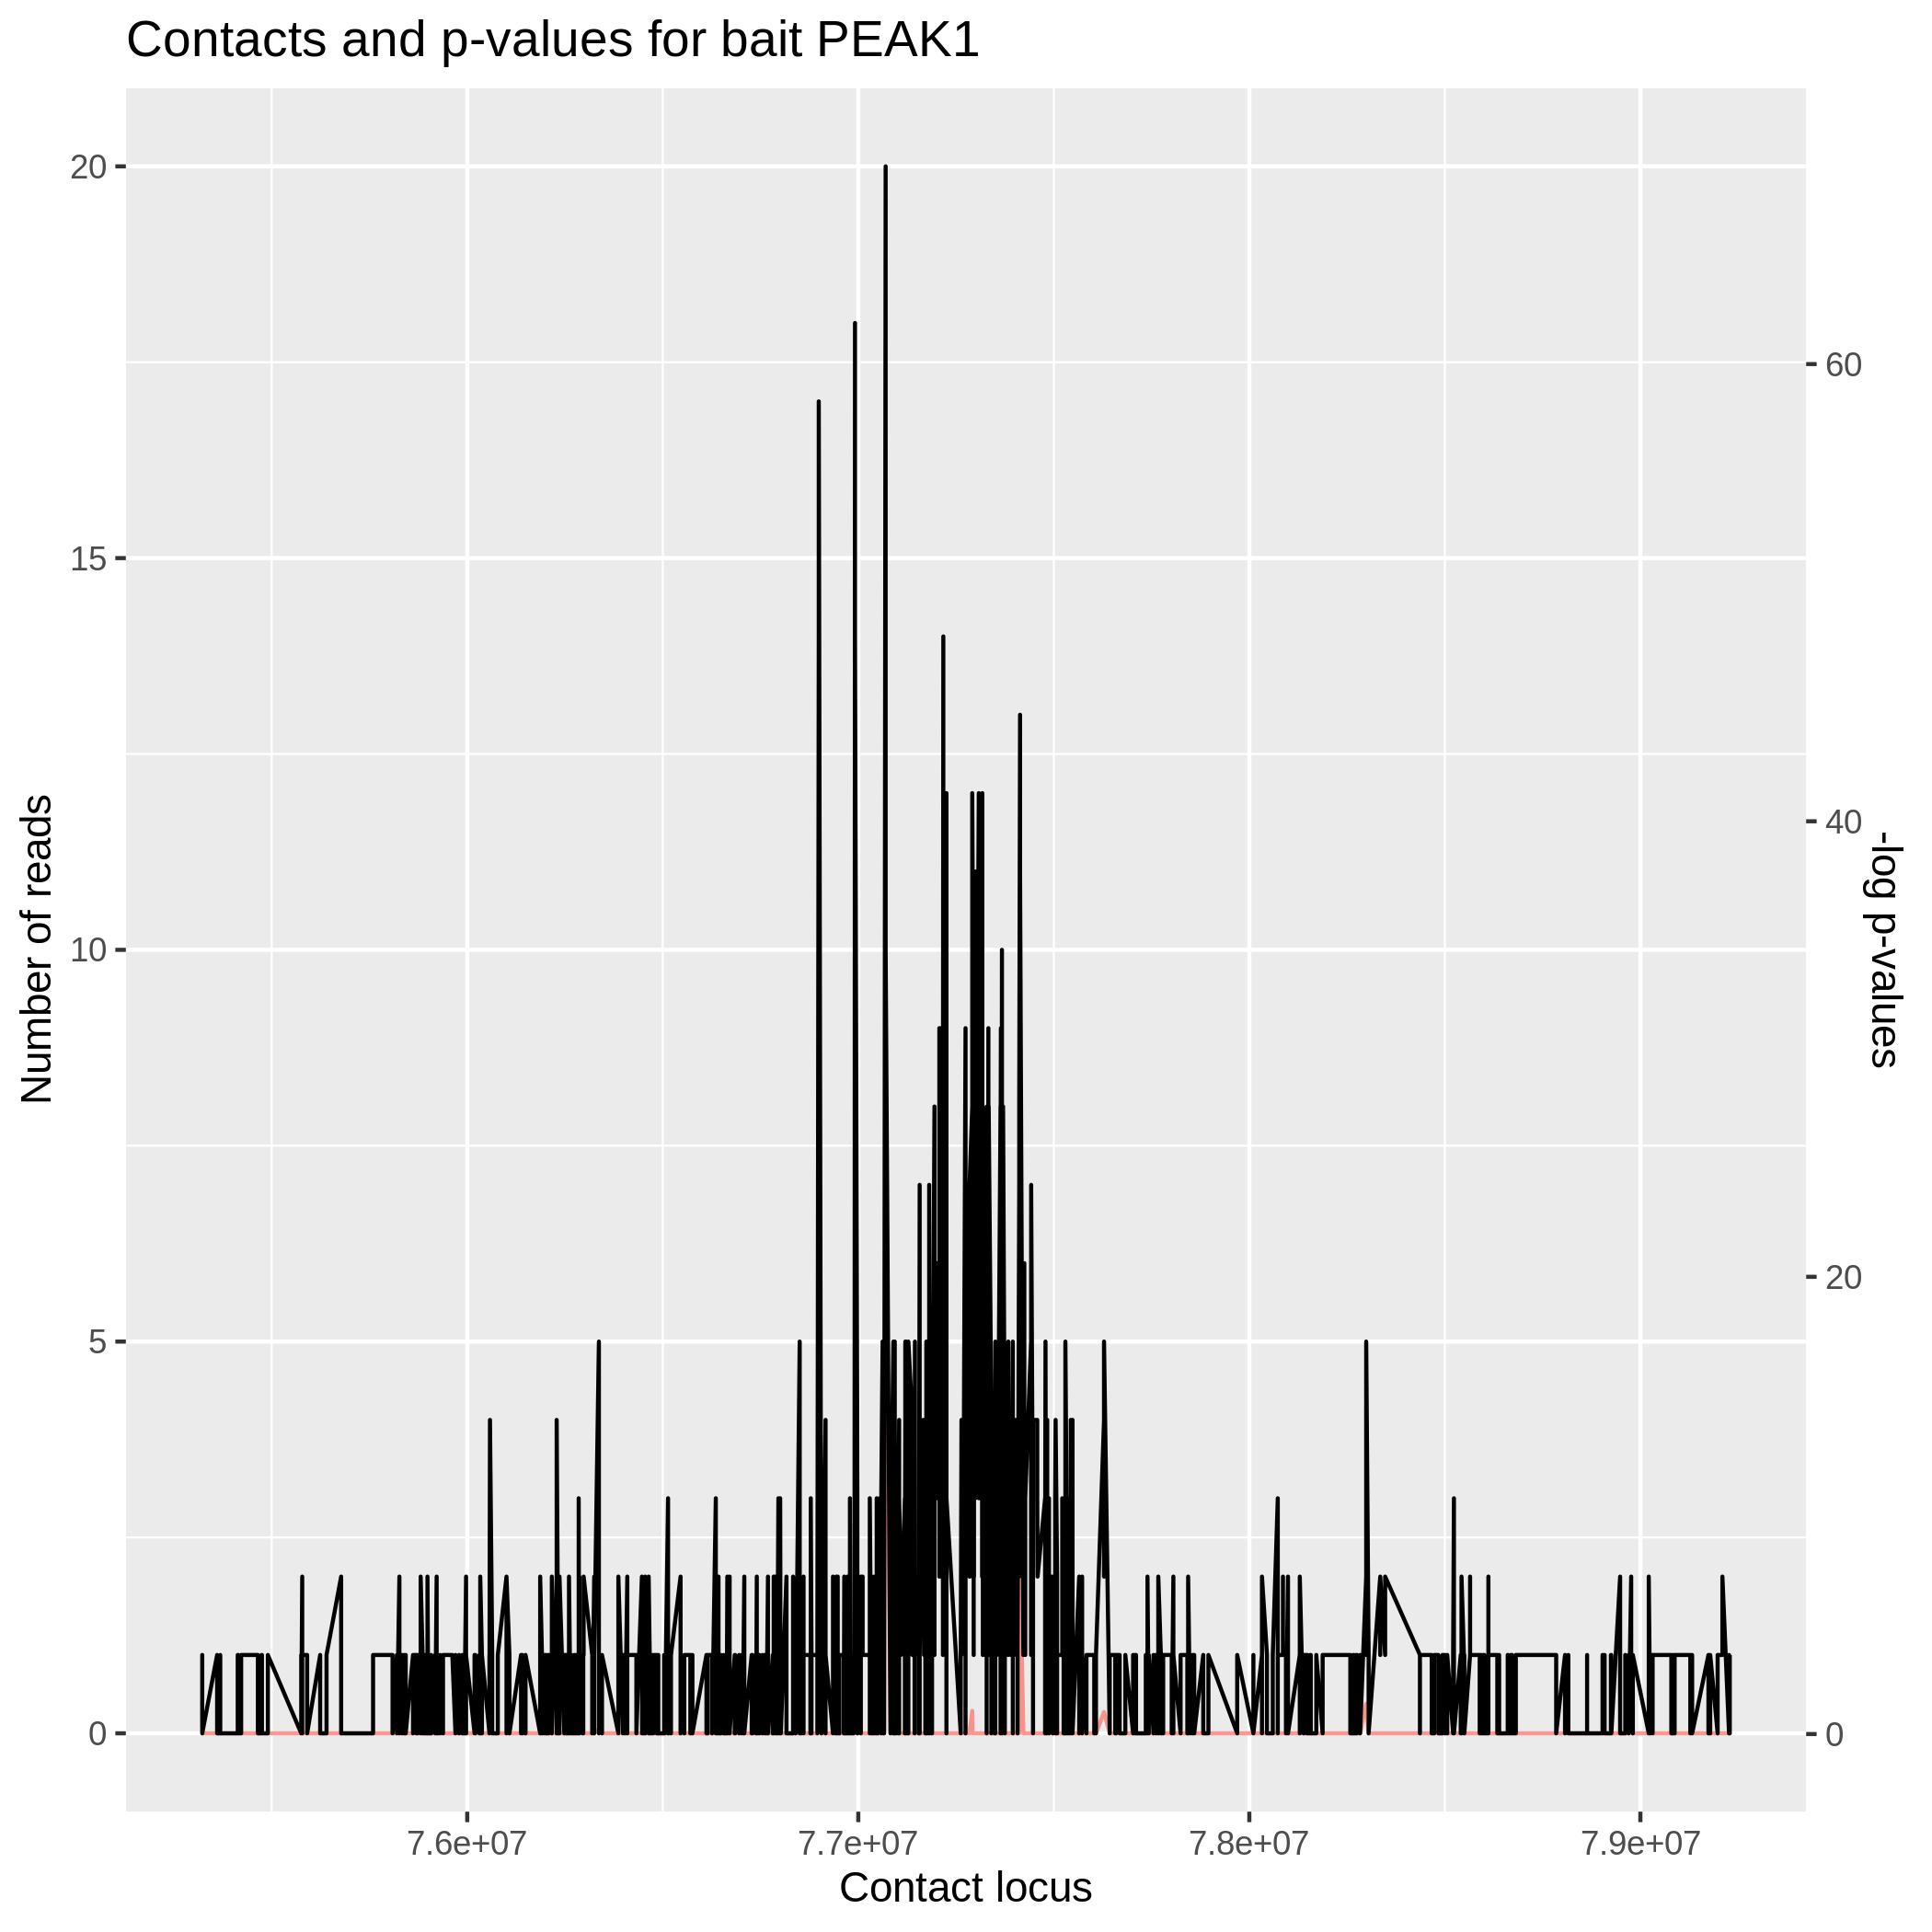 Contacts and p-values for bait PEAK1
20
15
10
5
0
Number of reads
60
40
20
0
-log p-values
7.6e+07 7.7e+07 7.8e+07 7.9e+07
Contact locus